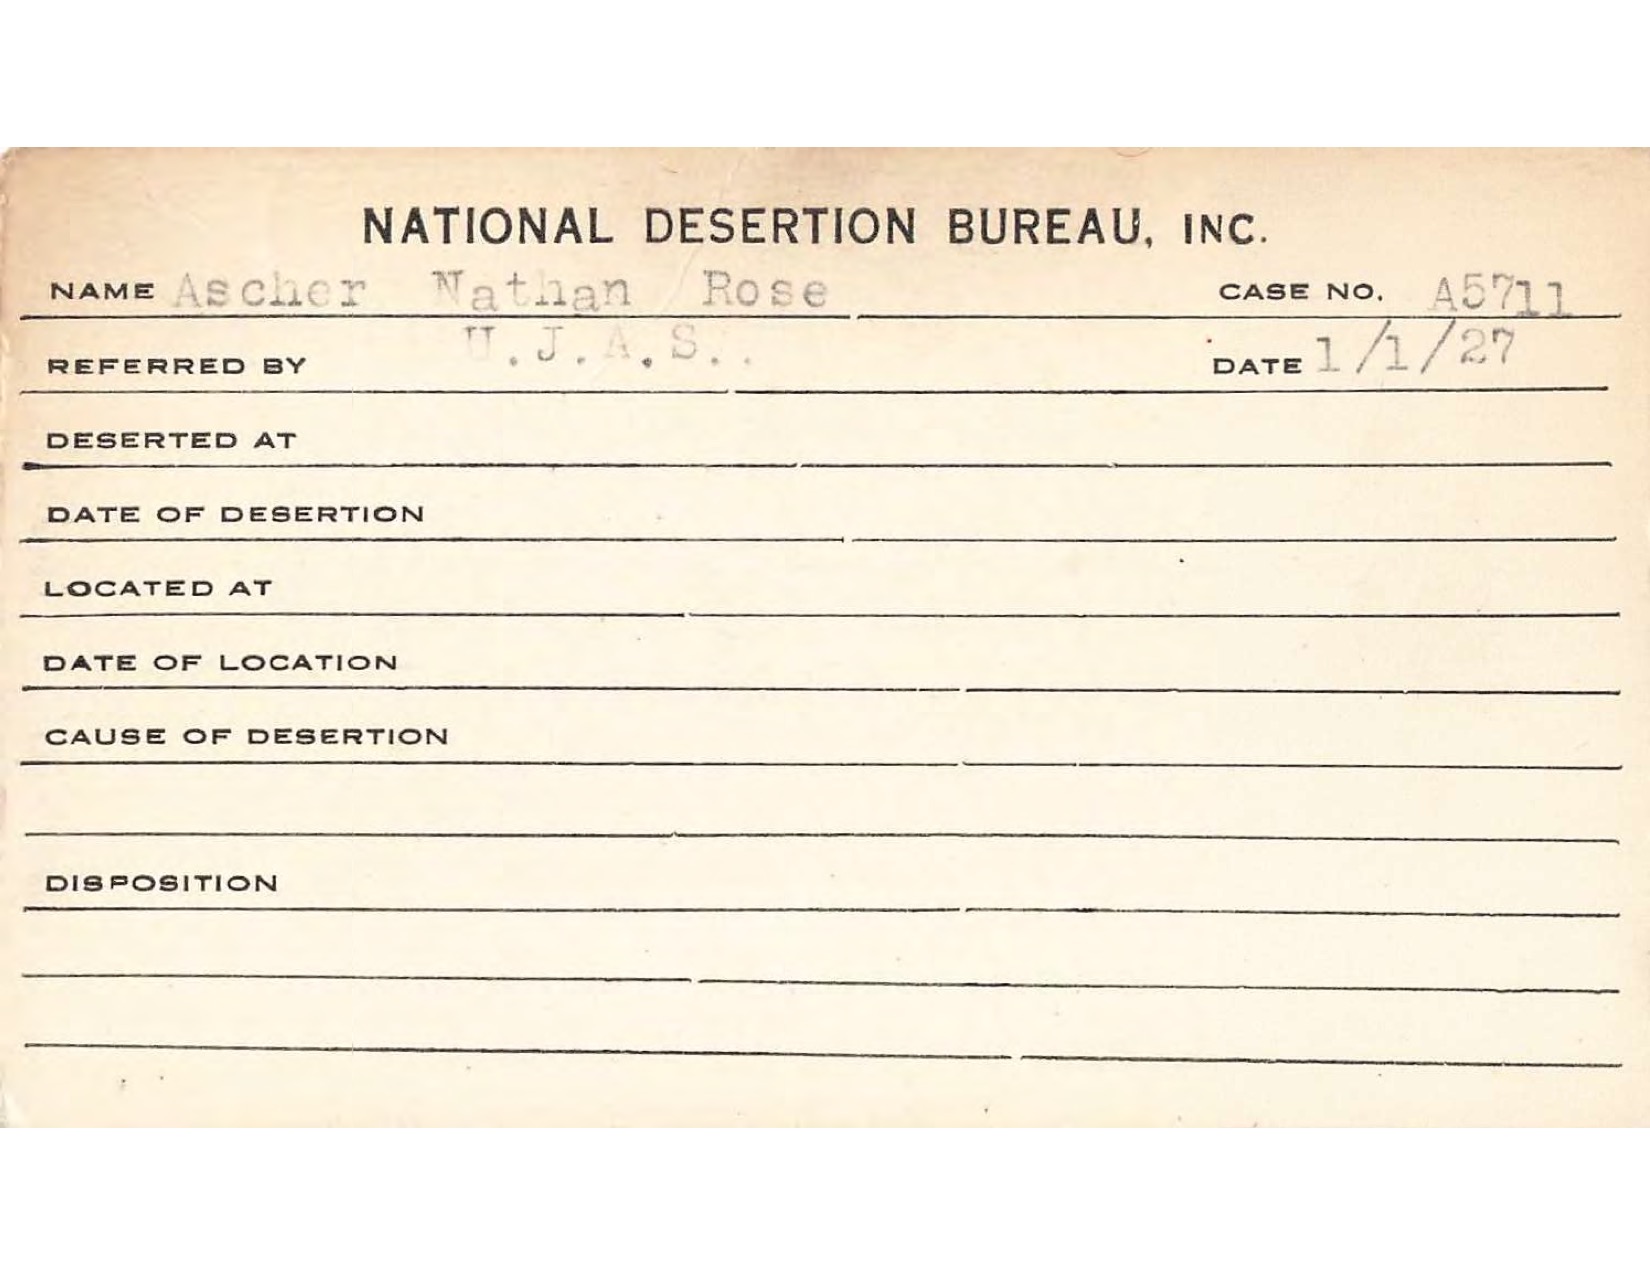 NATIONAL DESERTION BUREAU, INC.
NAME Ascher Nathan Rose CASE NO. A5711
REFERRED BY U.J.A.S.. DATE 1/1/27
DESERTED AT
DATE OF DESERTION
LOCATED AT
DATE OF LOCATION
CAUSE OF DESERTION
DISPOSITION